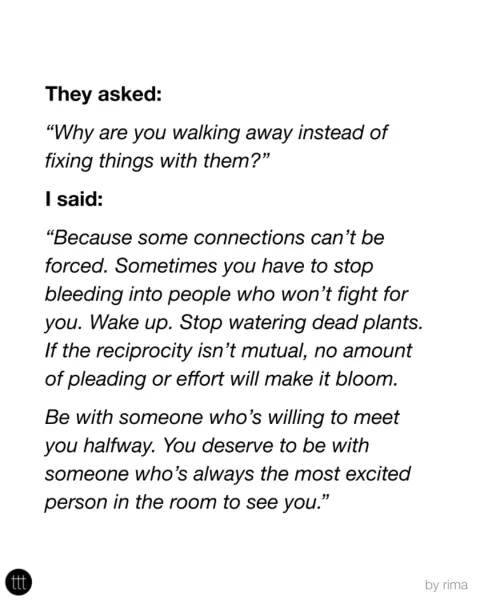 They asked:
“Why are you walking away instead of
fixing things with them?”
I said:
“Because some connections can’t be
forced. Sometimes you have to stop
bleeding into people who won’t fight for
you. Wake up. Stop watering dead plants.
If the reciprocity isn’t mutual, no amount
of pleading or effort will make it bloom.
Be with someone who’s willing to meet
you halfway. You deserve to be with
someone who’s always the most excited
person in the room to see you.”
ttt
by rima